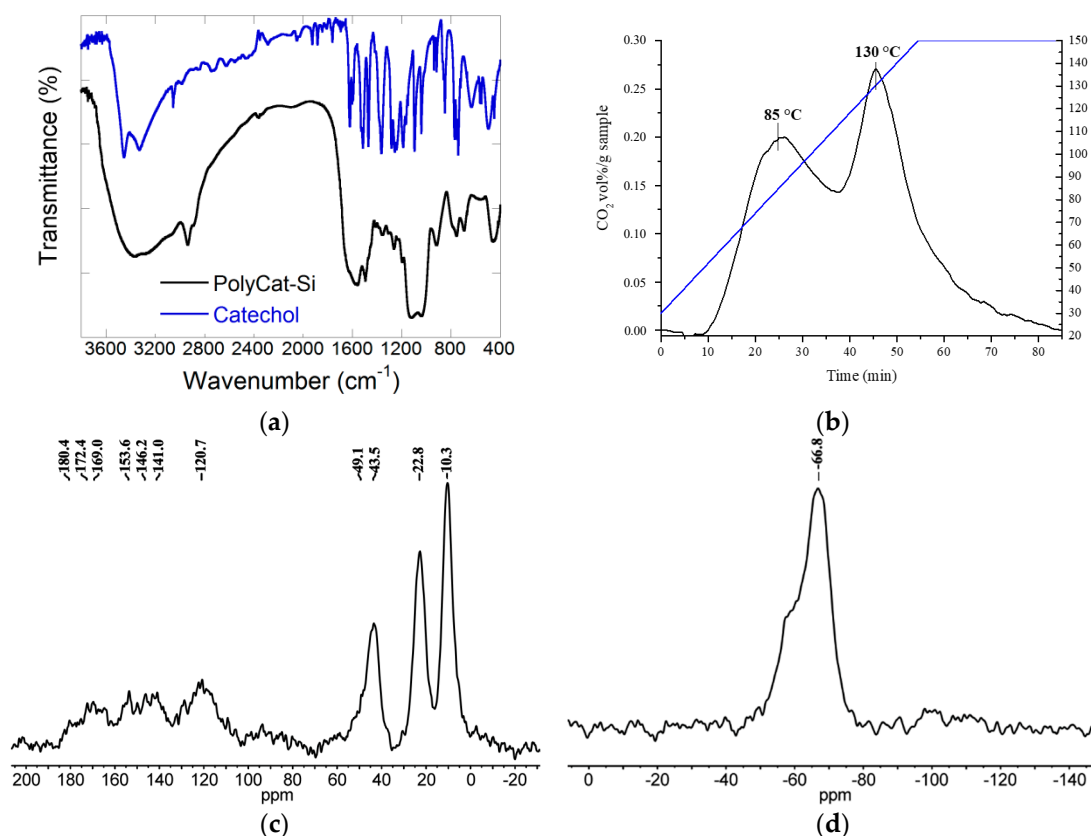 Transmittance (%)
PolyCat-Si
Catechol
3600 3200 2800 2400 2000 1600 1200 800 400
Wavenumber (cm⁻¹)
(a)
CO₂ vol%/g sample
0.30
0.25
0.20
0.15
0.10
0.05
0.00
85 °C
130 °C
150
140
130
120
110
100
90
80
70
60
50
40
30
20
0 10 20 30 40 50 60 70 80
Time (min)
(b)
180.4
172.4
169.0
153.6
146.2
141.0
120.7
49.1
43.5
22.8
10.3
200 180 160 140 120 100 80 60 40 20 0 -20
ppm
(c)
-66.8
0 -20 -40 -60 -80 -100 -120 -140
ppm
(d)